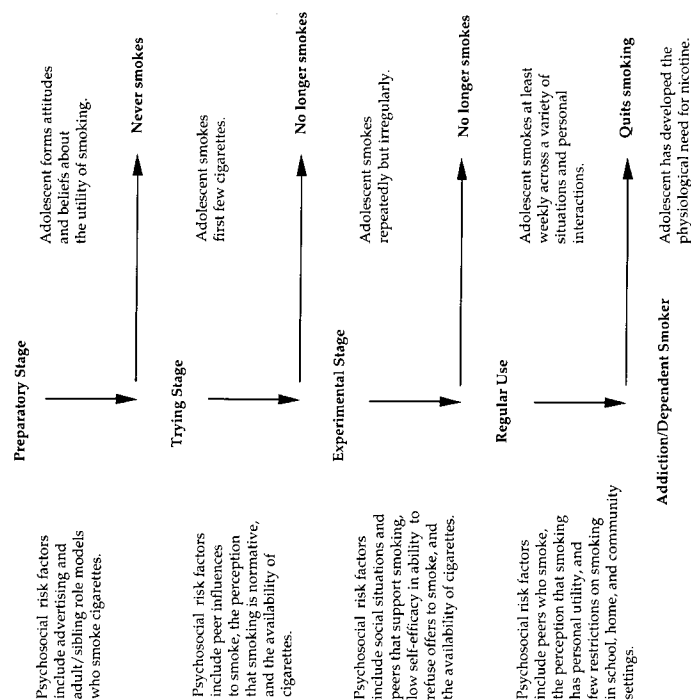 Preparatory Stage
Psychosocial risk factors
include advertising and
adult/sibling role models
who smoke cigarettes.
Adolescent forms attitudes
and beliefs about
the utility of smoking.
Never smokes
Trying Stage
Psychosocial risk factors
include peer influences
to smoke, the perception
that smoking is normative,
and the availability of
cigarettes.
Adolescent smokes
first few cigarettes.
No longer smokes
Experimental Stage
Psychosocial risk factors
include social situations and
peers that support smoking,
low self-efficacy in ability to
refuse offers to smoke, and
the availability of cigarettes.
Adolescent smokes
repeatedly but irregularly.
No longer smokes
Regular Use
Psychosocial risk factors
include peers who smoke,
the perception that smoking
has personal utility, and
few restrictions on smoking
in school, home, and community
settings.
Adolescent smokes at least
weekly across a variety of
situations and personal
interactions.
Quits smoking
Addiction/Dependent Smoker
Adolescent has developed the
physiological need for nicotine.